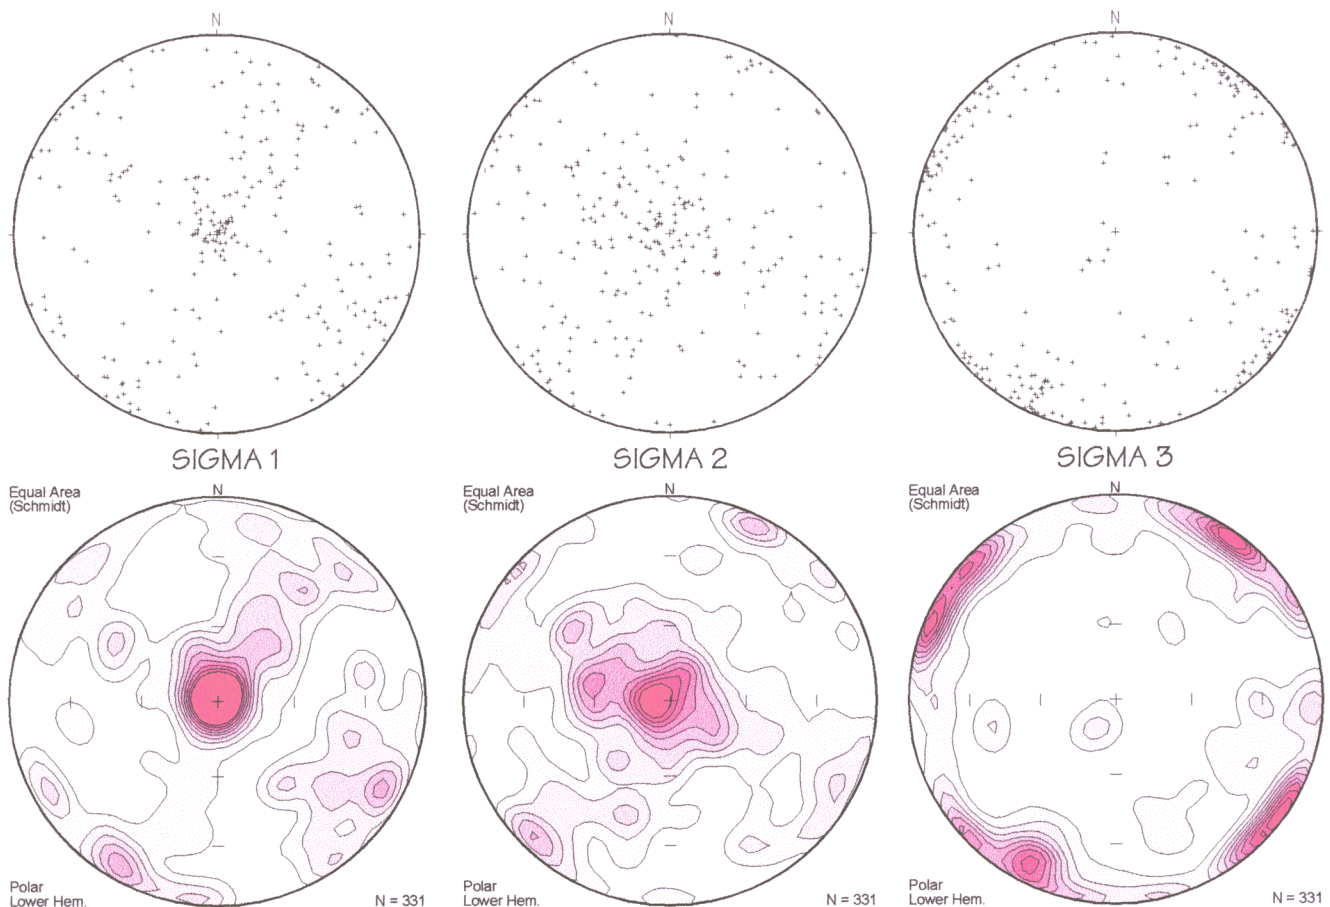 N
N
N
SIGMA 1
SIGMA 2
SIGMA 3
Equal Area
(Schmidt)
N
Equal Area
(Schmidt)
N
Equal Area
(Schmidt)
N
Polar
Lower Hem.
N = 331
Polar
Lower Hem.
N = 331
Polar
Lower Hem.
N = 331